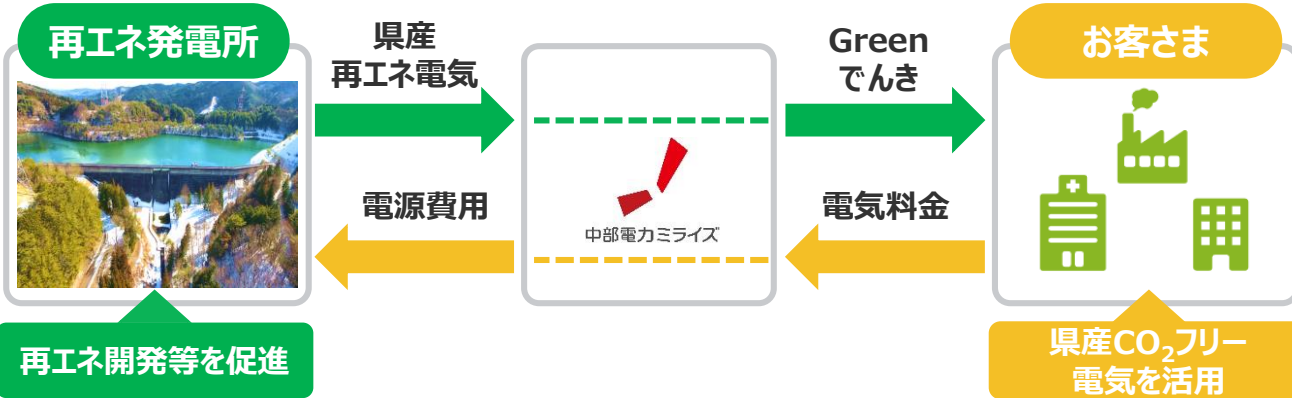 再エネ発電所
県産
再エネ電気
Green
でんき
お客さま
電源費用
中部電力ミライズ
電気料金
再エネ開発等を促進
県産CO₂フリー
電気を活用